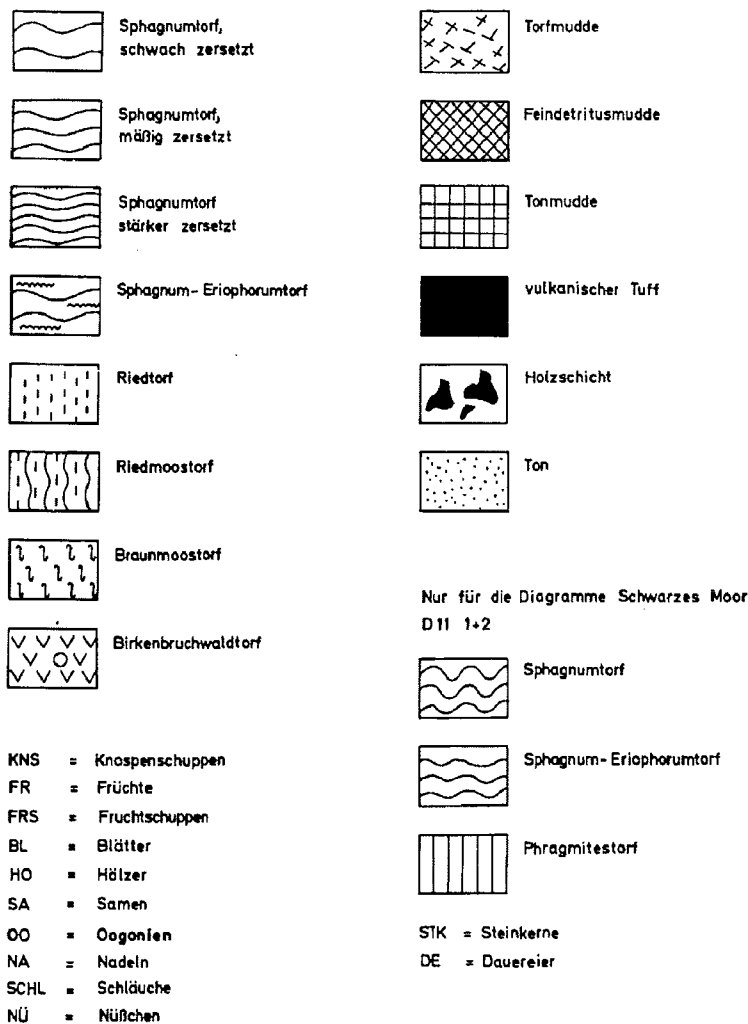 Sphagnumtorf,
schwach zersetzt
Sphagnumtorf,
mäßig zersetzt
Sphagnumtorf
stärker zersetzt
Sphagnum-Eriophorumtorf
Riedtorf
Riedmoostorf
Braunmoostorf
Birkenbruchwaldtorf
KNS = Knospenschuppen
FR = Früchte
FRS = Fruchtschuppen
BL = Blätter
HO = Hölzer
SA = Samen
OO = Oogonien
NA = Nadeln
SCHL = Schläuche
NÜ = Nüßchen
Torfmudde
Feindetritusmudde
Tonmudde
vulkanischer Tuff
Holzschicht
Ton
Nur für die Diagramme Schwarzes Moor
D11 1+2
Sphagnumtorf
Sphagnum-Eriophorumtorf
Phragmitestorf
STK = Steinkerne
DE = Dauereier